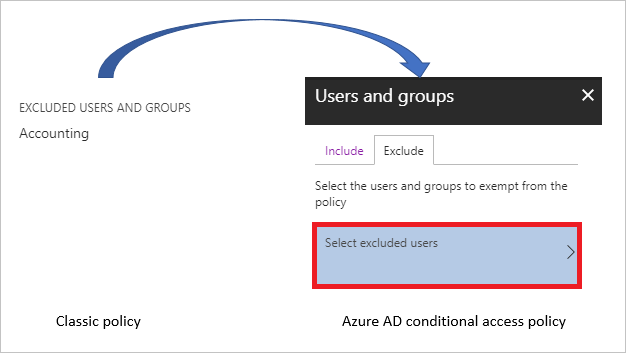 EXCLUDED USERS AND GROUPS
Accounting
Classic policy
Users and groups
Include
Exclude
Select the users and groups to exempt from the
policy
Select excluded users
Azure AD conditional access policy